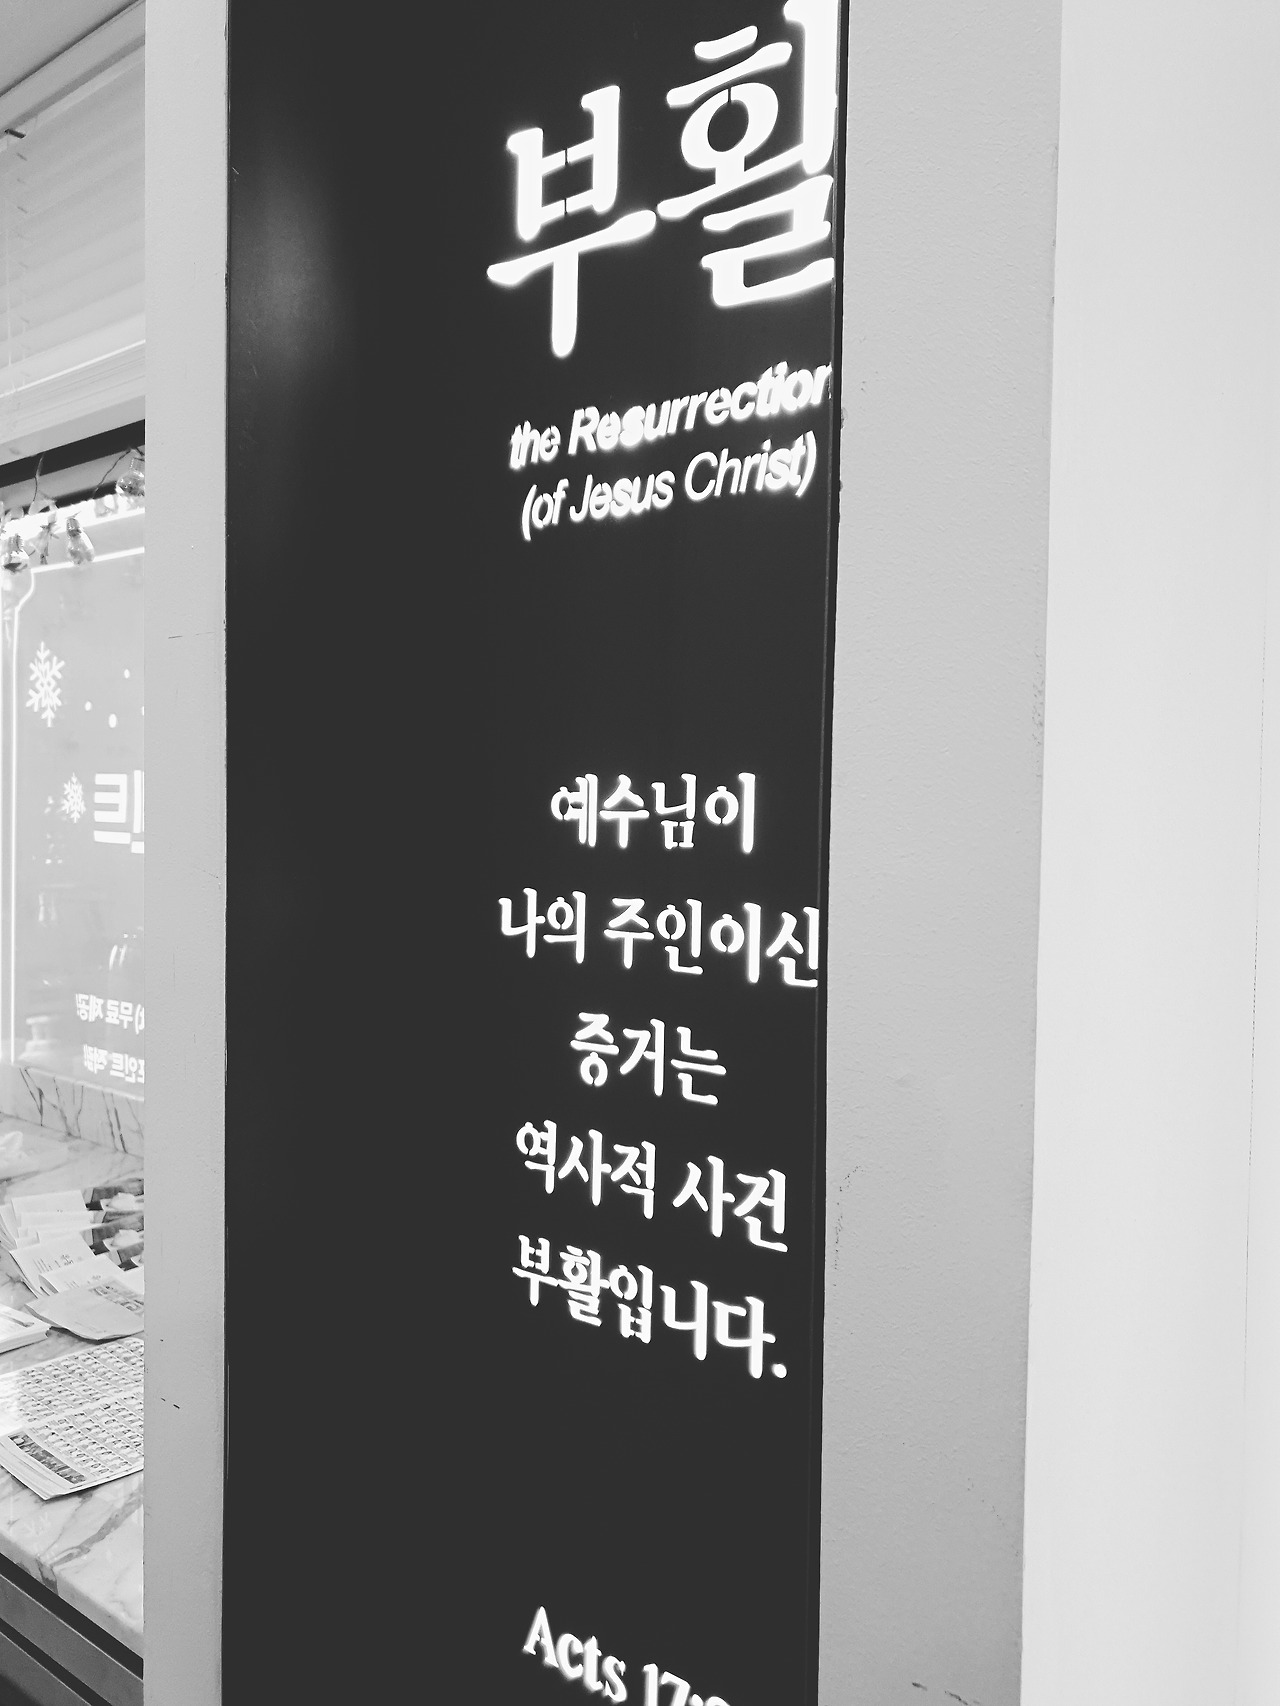 부활
the Resurrection
(of Jesus Christ)
예수님이
나의 주인이신
증거는
역사적 사건
부활입니다.
Acts